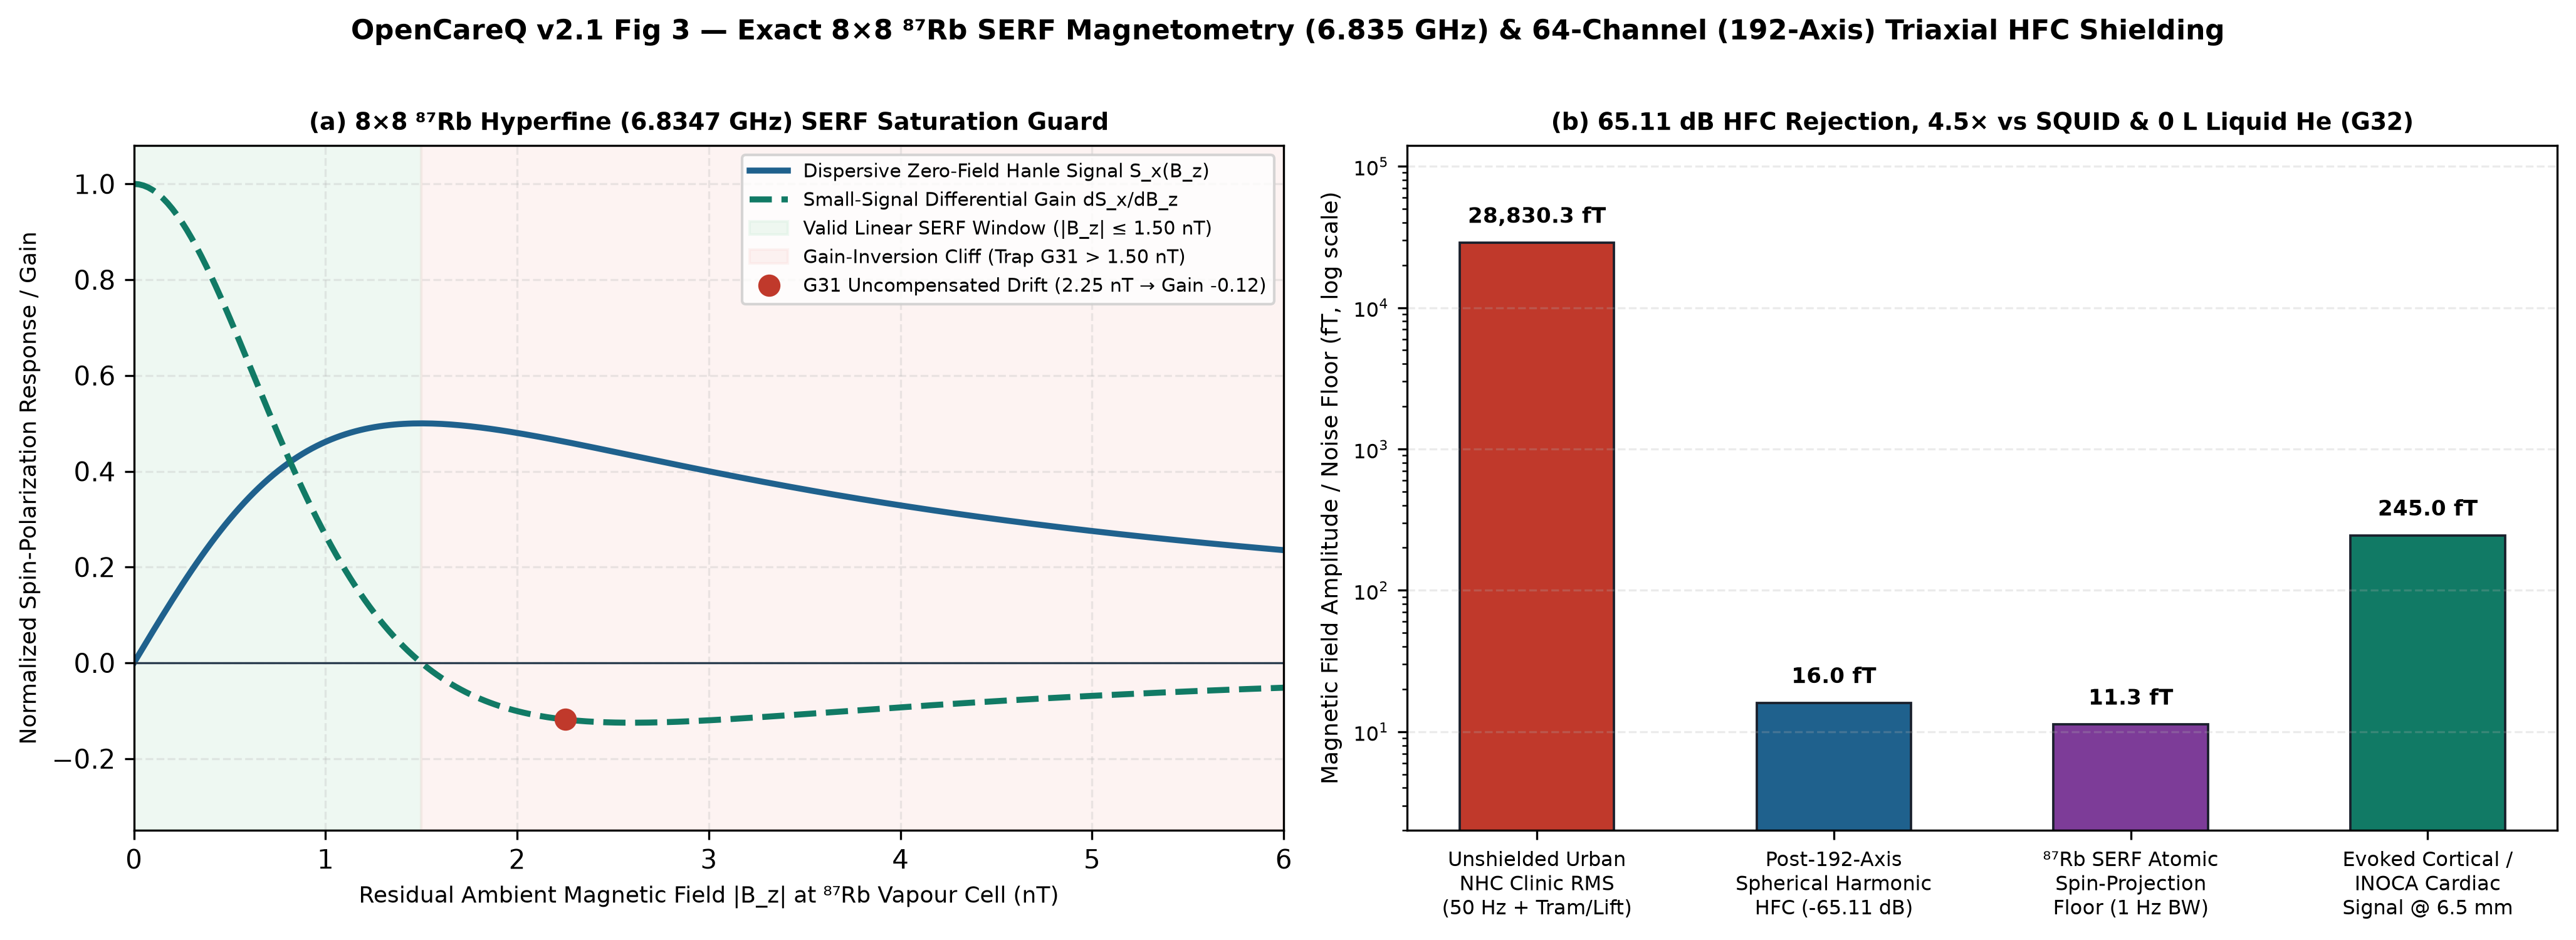 OpenCareQ v2.1 Fig 3 — Exact 8×8 ⁸⁷Rb SERF Magnetometry (6.835 GHz) & 64-Channel (192-Axis) Triaxial HFC Shielding
(a) 8×8 ⁸⁷Rb Hyperfine (6.8347 GHz) SERF Saturation Guard
Normalized Spin-Polarization Response / Gain
1.0
0.8
0.6
0.4
0.2
0.0
−0.2
Dispersive Zero-Field Hanle Signal S_x(B_z)
Small-Signal Differential Gain dS_x/dB_z
Valid Linear SERF Window (|B_z| ≤ 1.50 nT)
Gain-Inversion Cliff (Trap G31 > 1.50 nT)
G31 Uncompensated Drift (2.25 nT → Gain -0.12)
0 1 2 3 4 5 6
Residual Ambient Magnetic Field |B_z| at ⁸⁷Rb Vapour Cell (nT)
(b) 65.11 dB HFC Rejection, 4.5× vs SQUID & 0 L Liquid He (G32)
Magnetic Field Amplitude / Noise Floor (fT, log scale)
10⁵
10⁴
10³
10²
10¹
28,830.3 fT
16.0 fT
11.3 fT
245.0 fT
Unshielded Urban
NHC Clinic RMS
(50 Hz + Tram/Lift)
Post-192-Axis
Spherical Harmonic
HFC (-65.11 dB)
⁸⁷Rb SERF Atomic
Spin-Projection
Floor (1 Hz BW)
Evoked Cortical /
INOCA Cardiac
Signal @ 6.5 mm